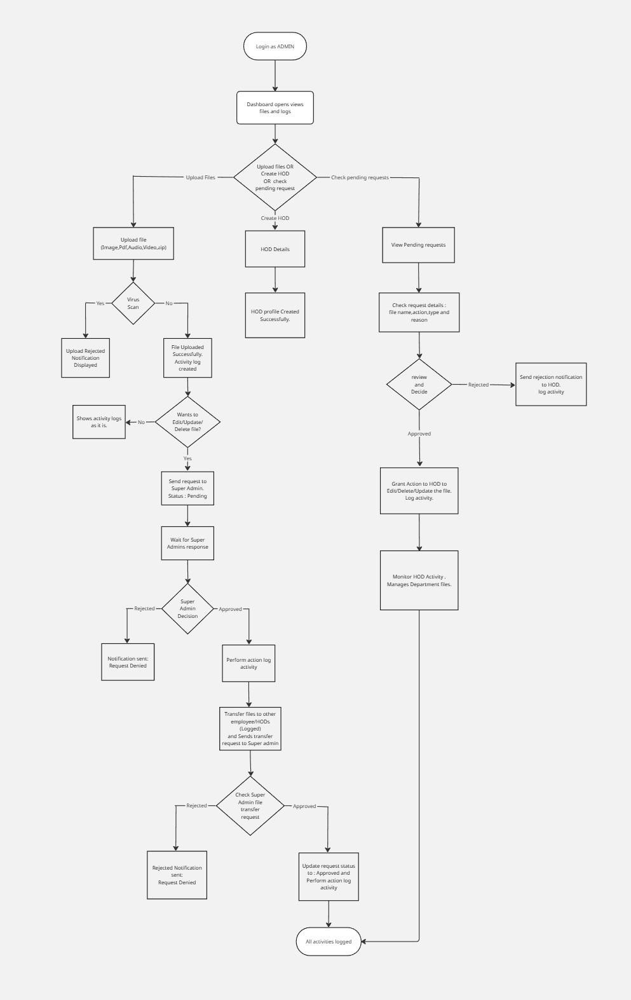 Login as ADMIN
Dashboard opens views
files and logs
Upload files OR
Create HOD
OR check
pending request
Upload Files
Check pending requests
Create HOD
Upload file
(Image,Pdf,Audio,Video,zip)
HOD Details
View Pending requests
Virus
Scan
Yes
No
HOD profile Created
Successfully.
Check request details :
file name,action,type and
reason
Upload Rejected
Notification
Displayed
File Uploaded
Successfully.
Activity log
created
review
and
Decide
Rejected
Send rejection notification
to HOD.
log activity
Shows activity logs
as it is.
No
Wants to
Edit/Update/
Delete file?
Approved
Yes
Send request to
Super Admin.
Status : Pending
Grant Action to HOD to
Edit/Delete/Update the file.
Log activity.
Wait for Super
Admins response
Monitor HOD Activity .
Manages Department files.
Super
Admin
Decision
Rejected
Approved
Notification sent:
Request Denied
Perform action log
activity
Transfer files to other
employee/HODs
(Logged)
and Sends transfer
request to Super admin
Check Super
Admin file
transfer
request
Rejected
Approved
Rejected Notification
sent:
Request Denied
Update request status
to : Approved and
Perform action log
activity
All activities logged